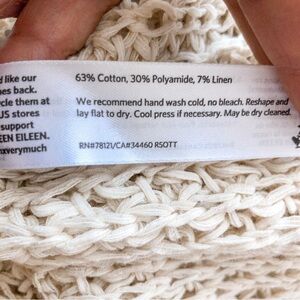 d like our
es back.
cle them at
US stores
support
EEN EILEEN.
xverymuch
63% Cotton, 30% Polyamide, 7% Linen
We recommend hand wash cold, no bleach. Reshape and
lay flat to dry. Cool press if necessary. May be dry cleaned.
RN#78121/CA#34460 RSOTT